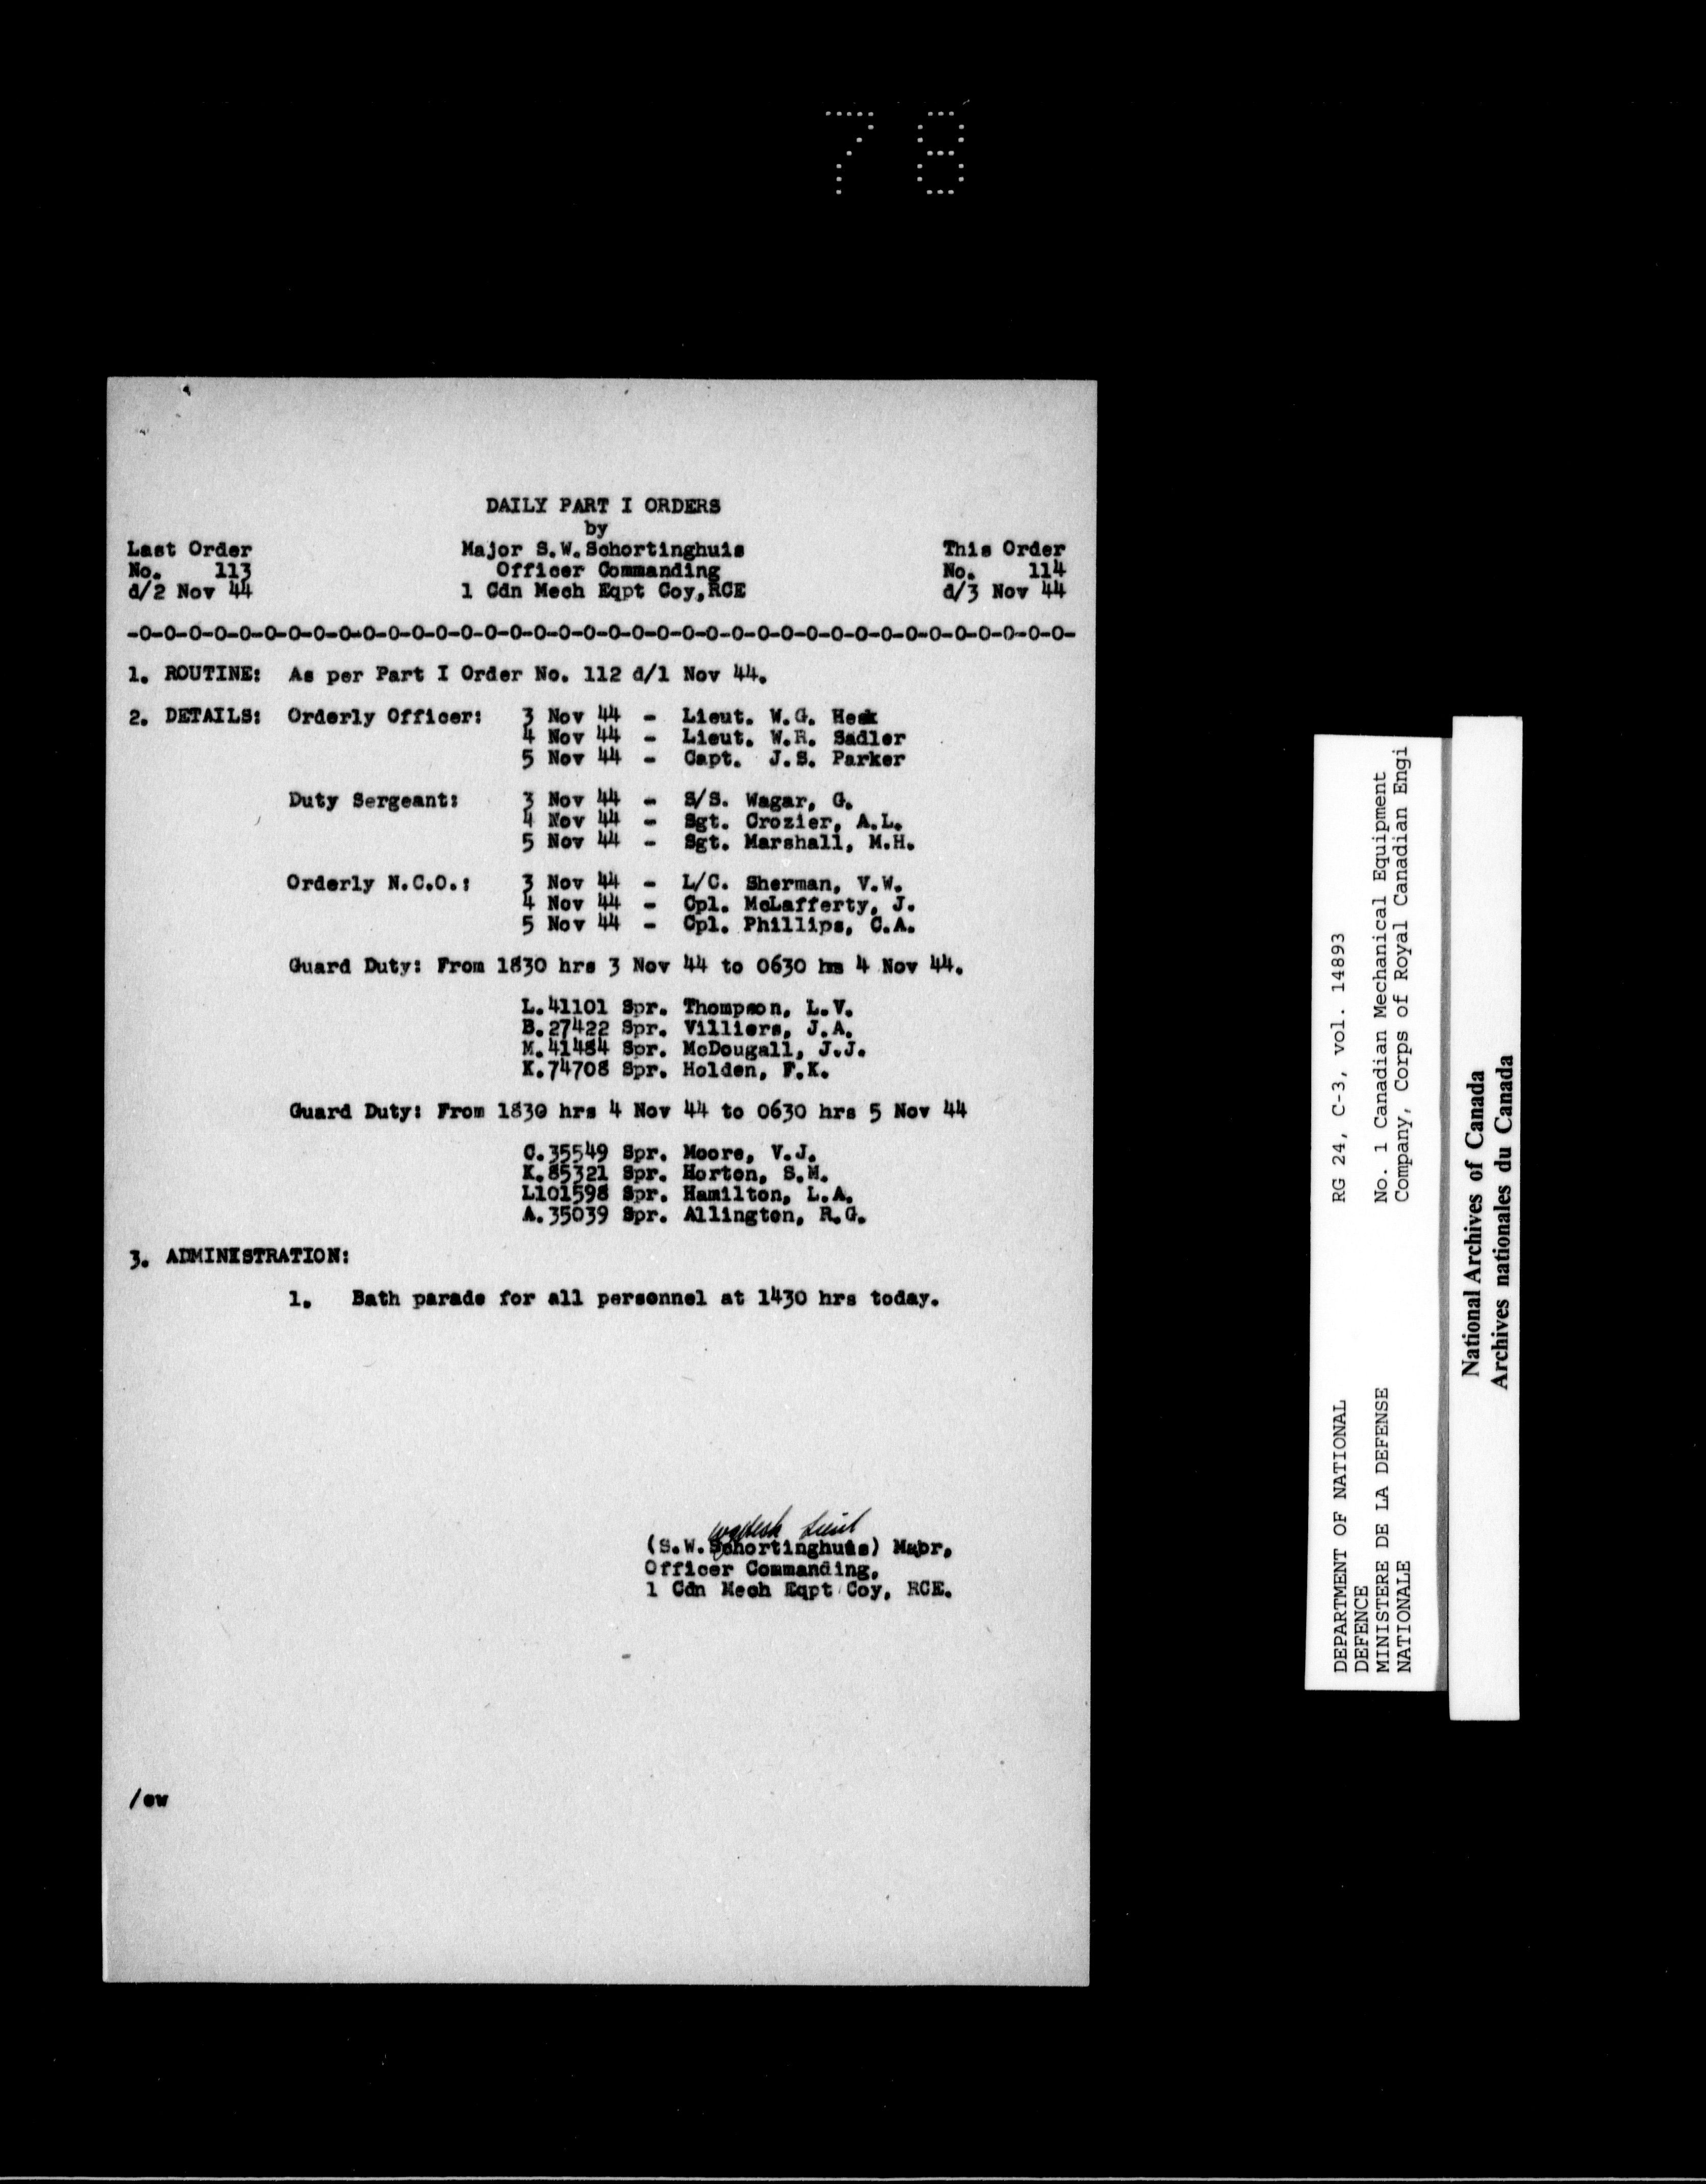 78
DAILY PART I ORDERS
by
Last Order Major S.W.Schortinghuis This Order
No. 113 Officer Commanding No. 114
d/2 Nov 44 1 Cdn Mech Eqpt Coy,RCE d/3 Nov 44
-0-0-0-0-0-0-0-0-0-0-0-0-0-0-0-0-0-0-0-0-0-0-0-0-0-0-0-0-0-0-0-0-0-0-0-0-0-0-
1. ROUTINE: As per Part I Order No. 112 d/1 Nov 44.
2. DETAILS: Orderly Officer: 3 Nov 44 - Lieut. W.G. Hesk
4 Nov 44 - Lieut. W.R. Sadler
5 Nov 44 - Capt. J.S. Parker
Duty Sergeant: 3 Nov 44 - S/S. Wagar, G.
4 Nov 44 - Sgt. Crozier, A.L.
5 Nov 44 - Sgt. Marshall, M.H.
Orderly N.C.O.: 3 Nov 44 - L/C. Sherman, V.W.
4 Nov 44 - Cpl. McLafferty, J.
5 Nov 44 - Cpl. Phillips, C.A.
Guard Duty: From 1830 hrs 3 Nov 44 to 0630 hs 4 Nov 44.
L.41101 Spr. Thompson, L.V.
B.27422 Spr. Villiers, J.A.
M.41484 Spr. McDougall, J.J.
K.74708 Spr. Holden, F.K.
Guard Duty: From 1830 hrs 4 Nov 44 to 0630 hrs 5 Nov 44
C.35549 Spr. Moore, V.J.
K.85321 Spr. Horton, S.M.
L101598 Spr. Hamilton, L.A.
A.35039 Spr. Allington, R.G.
3. ADMINISTRATION:
1. Bath parade for all personnel at 1430 hrs today.
Lieut
(S.W.Schortinghuis) Major,
Officer Commanding,
1 Cdn Mech Eqpt Coy, RCE.
/ew
DEPARTMENT OF NATIONAL RG 24, C-3, vol. 14893
DEFENCE
MINISTERE DE LA DEFENSE No. 1 Canadian Mechanical Equipment
NATIONALE Company, Corps of Royal Canadian Engi
National Archives of Canada
Archives nationales du Canada